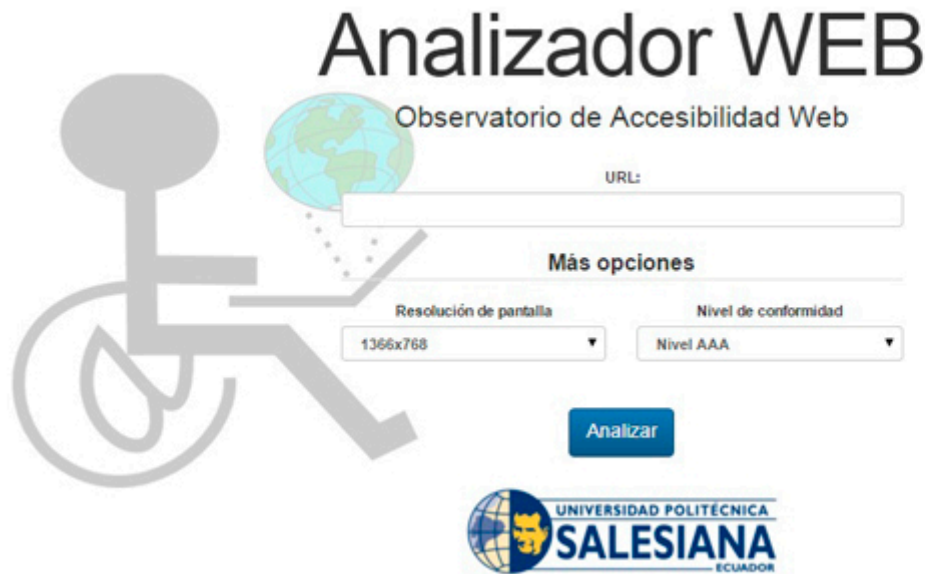 Analizador WEB
Observatorio de Accesibilidad Web
URL:
Más opciones
Resolución de pantalla
Nivel de conformidad
1366x768
Nivel AAA
Analizar
UNIVERSIDAD POLITÉCNICA
SALESIANA
ECUADOR